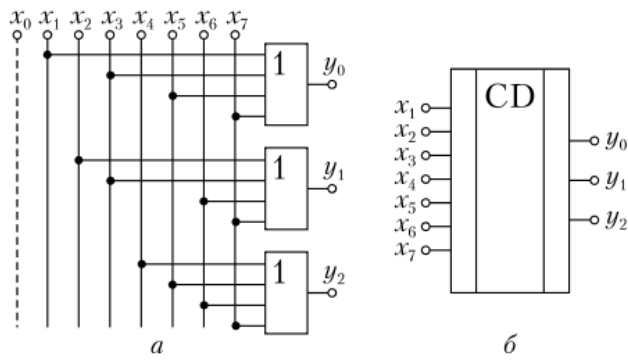 x₀ x₁ x₂ x₃ x₄ x₅ x₆ x₇
1 y₀
1 y₁
1 y₂
а
CD
x₁
x₂
x₃
x₄
x₅
x₆
x₇
y₀
y₁
y₂
б